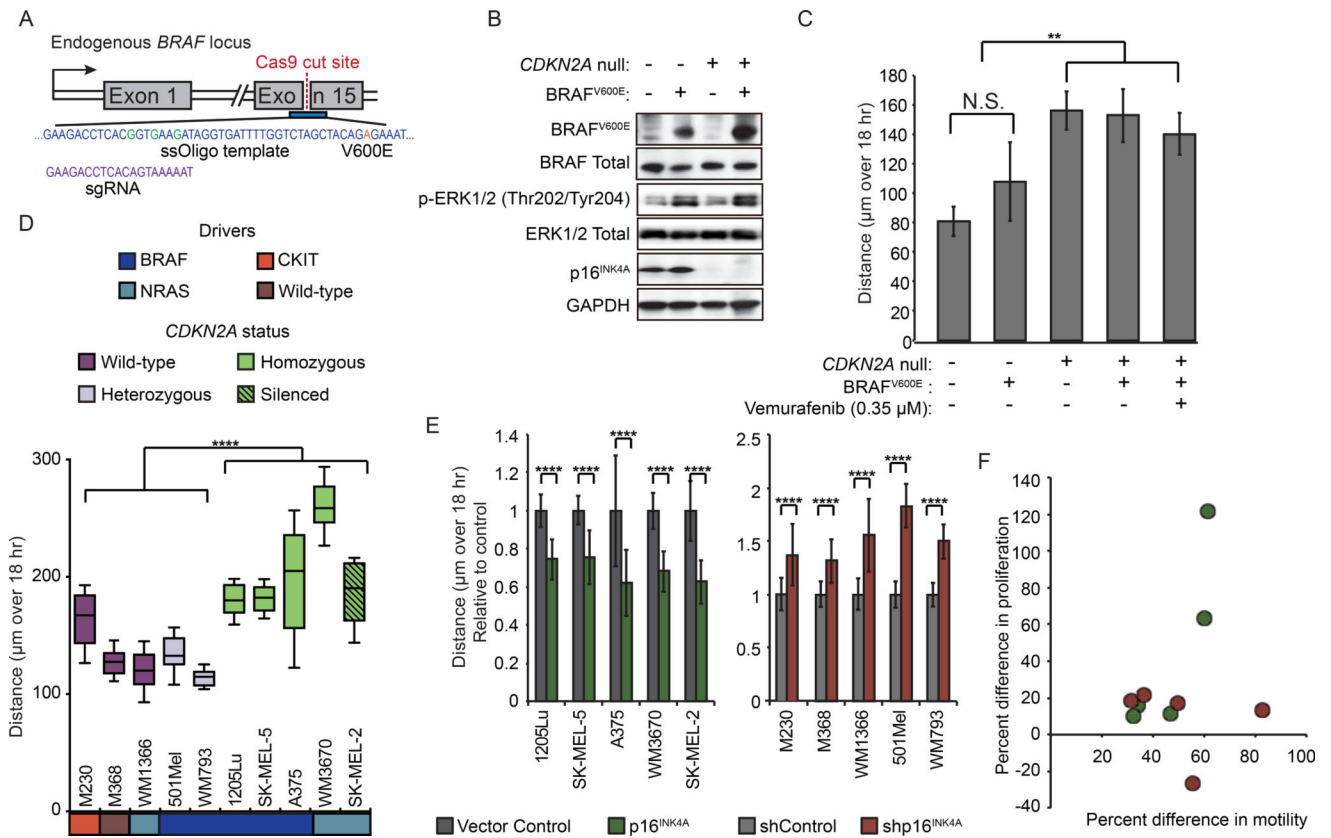 A
Endogenous BRAF locus
Cas9 cut site
Exon 1
Exo
n 15
...GAAGACCTCACGGTGAAGATAGGTGATTTTGGTCTAGCTACAGAGAAAT...
ssOligo template
V600E
GAAGACCTCACAGTAAAAAT
sgRNA
B
CDKN2A null: - - + +
BRAFV600E: - + - +
BRAFV600E
BRAF Total
p-ERK1/2 (Thr202/Tyr204)
ERK1/2 Total
p16INK4A
GAPDH
C
**
N.S.
Distance (µm over 18 hr)
180
160
140
120
100
80
60
40
20
0
CDKN2A null: - - + + +
BRAFV600E : - + - + +
Vemurafenib (0.35 µM): - - - - +
D
Drivers
BRAF
CKIT
NRAS
Wild-type
CDKN2A status
Wild-type
Homozygous
Heterozygous
Silenced
****
Distance (µm over 18 hr)
300
200
100
0
M230
M368
WM1366
501Mel
WM793
1205Lu
SK-MEL-5
A375
WM3670
SK-MEL-2
E
Distance (µm over 18 hr)
Relative to control
1.4
1.2
1
0.8
0.6
0.4
0.2
0
**** **** **** **** ****
1205Lu
SK-MEL-5
A375
WM3670
SK-MEL-2
2.5
2
1.5
1
0.5
0
**** **** **** **** ****
M230
M368
WM1366
501Mel
WM793
Vector Control
p16INK4A
shControl
shp16INK4A
F
Percent difference in proliferation
140
120
100
80
60
40
20
0
-20
-40
20 40 60 80 100
Percent difference in motility